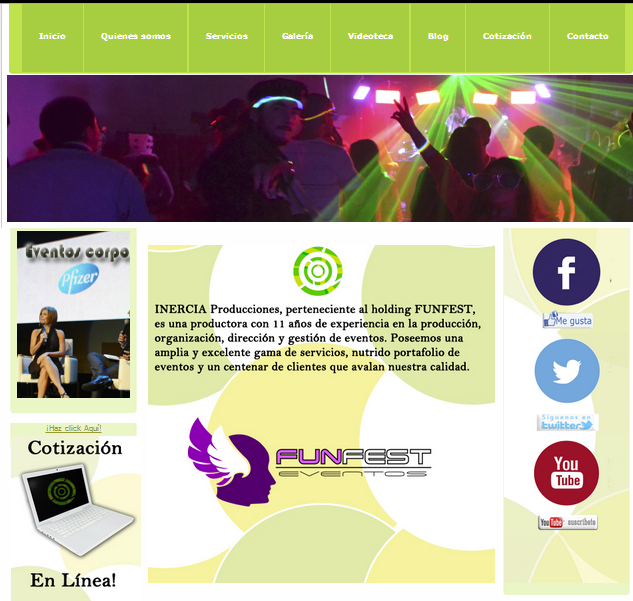 Inicio
Quienes somos
Servicios
Galería
Videoteca
Blog
Cotización
Contacto
Eventos corpo
Pfizer
¡Haz click Aquí!
Cotización
En Línea!
INERCIA Producciones, perteneciente al holding FUNFEST,
es una productora con 11 años de experiencia en la producción,
organización, dirección y gestión de eventos. Poseemos una
amplia y excelente gama de servicios, nutrido portafolio de
eventos y un centenar de clientes que avalan nuestra calidad.
FUNFEST
EVENTOS
f
Me gusta
Síguenos en
twitter
You
Tube
You Tube suscribete